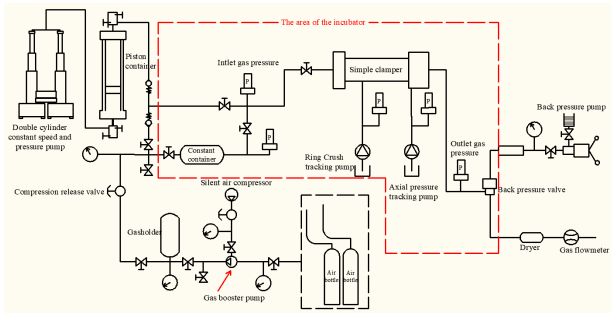 The area of the incubator
Piston
container
Intlet gas pressure
P
Simple clamper
P
P
Back pressure pump
Double cylinder
constant speed and
pressure pump
Constant
container
P
Ring Crush
tracking pump
Axial pressure
tracking pump
Outlet gas
pressure
P
Compression release valve
Silent air compressor
Back pressure valve
Gasholder
Air
bottle
Air
bottle
Dryer
Gas flowmeter
Gas booster pump